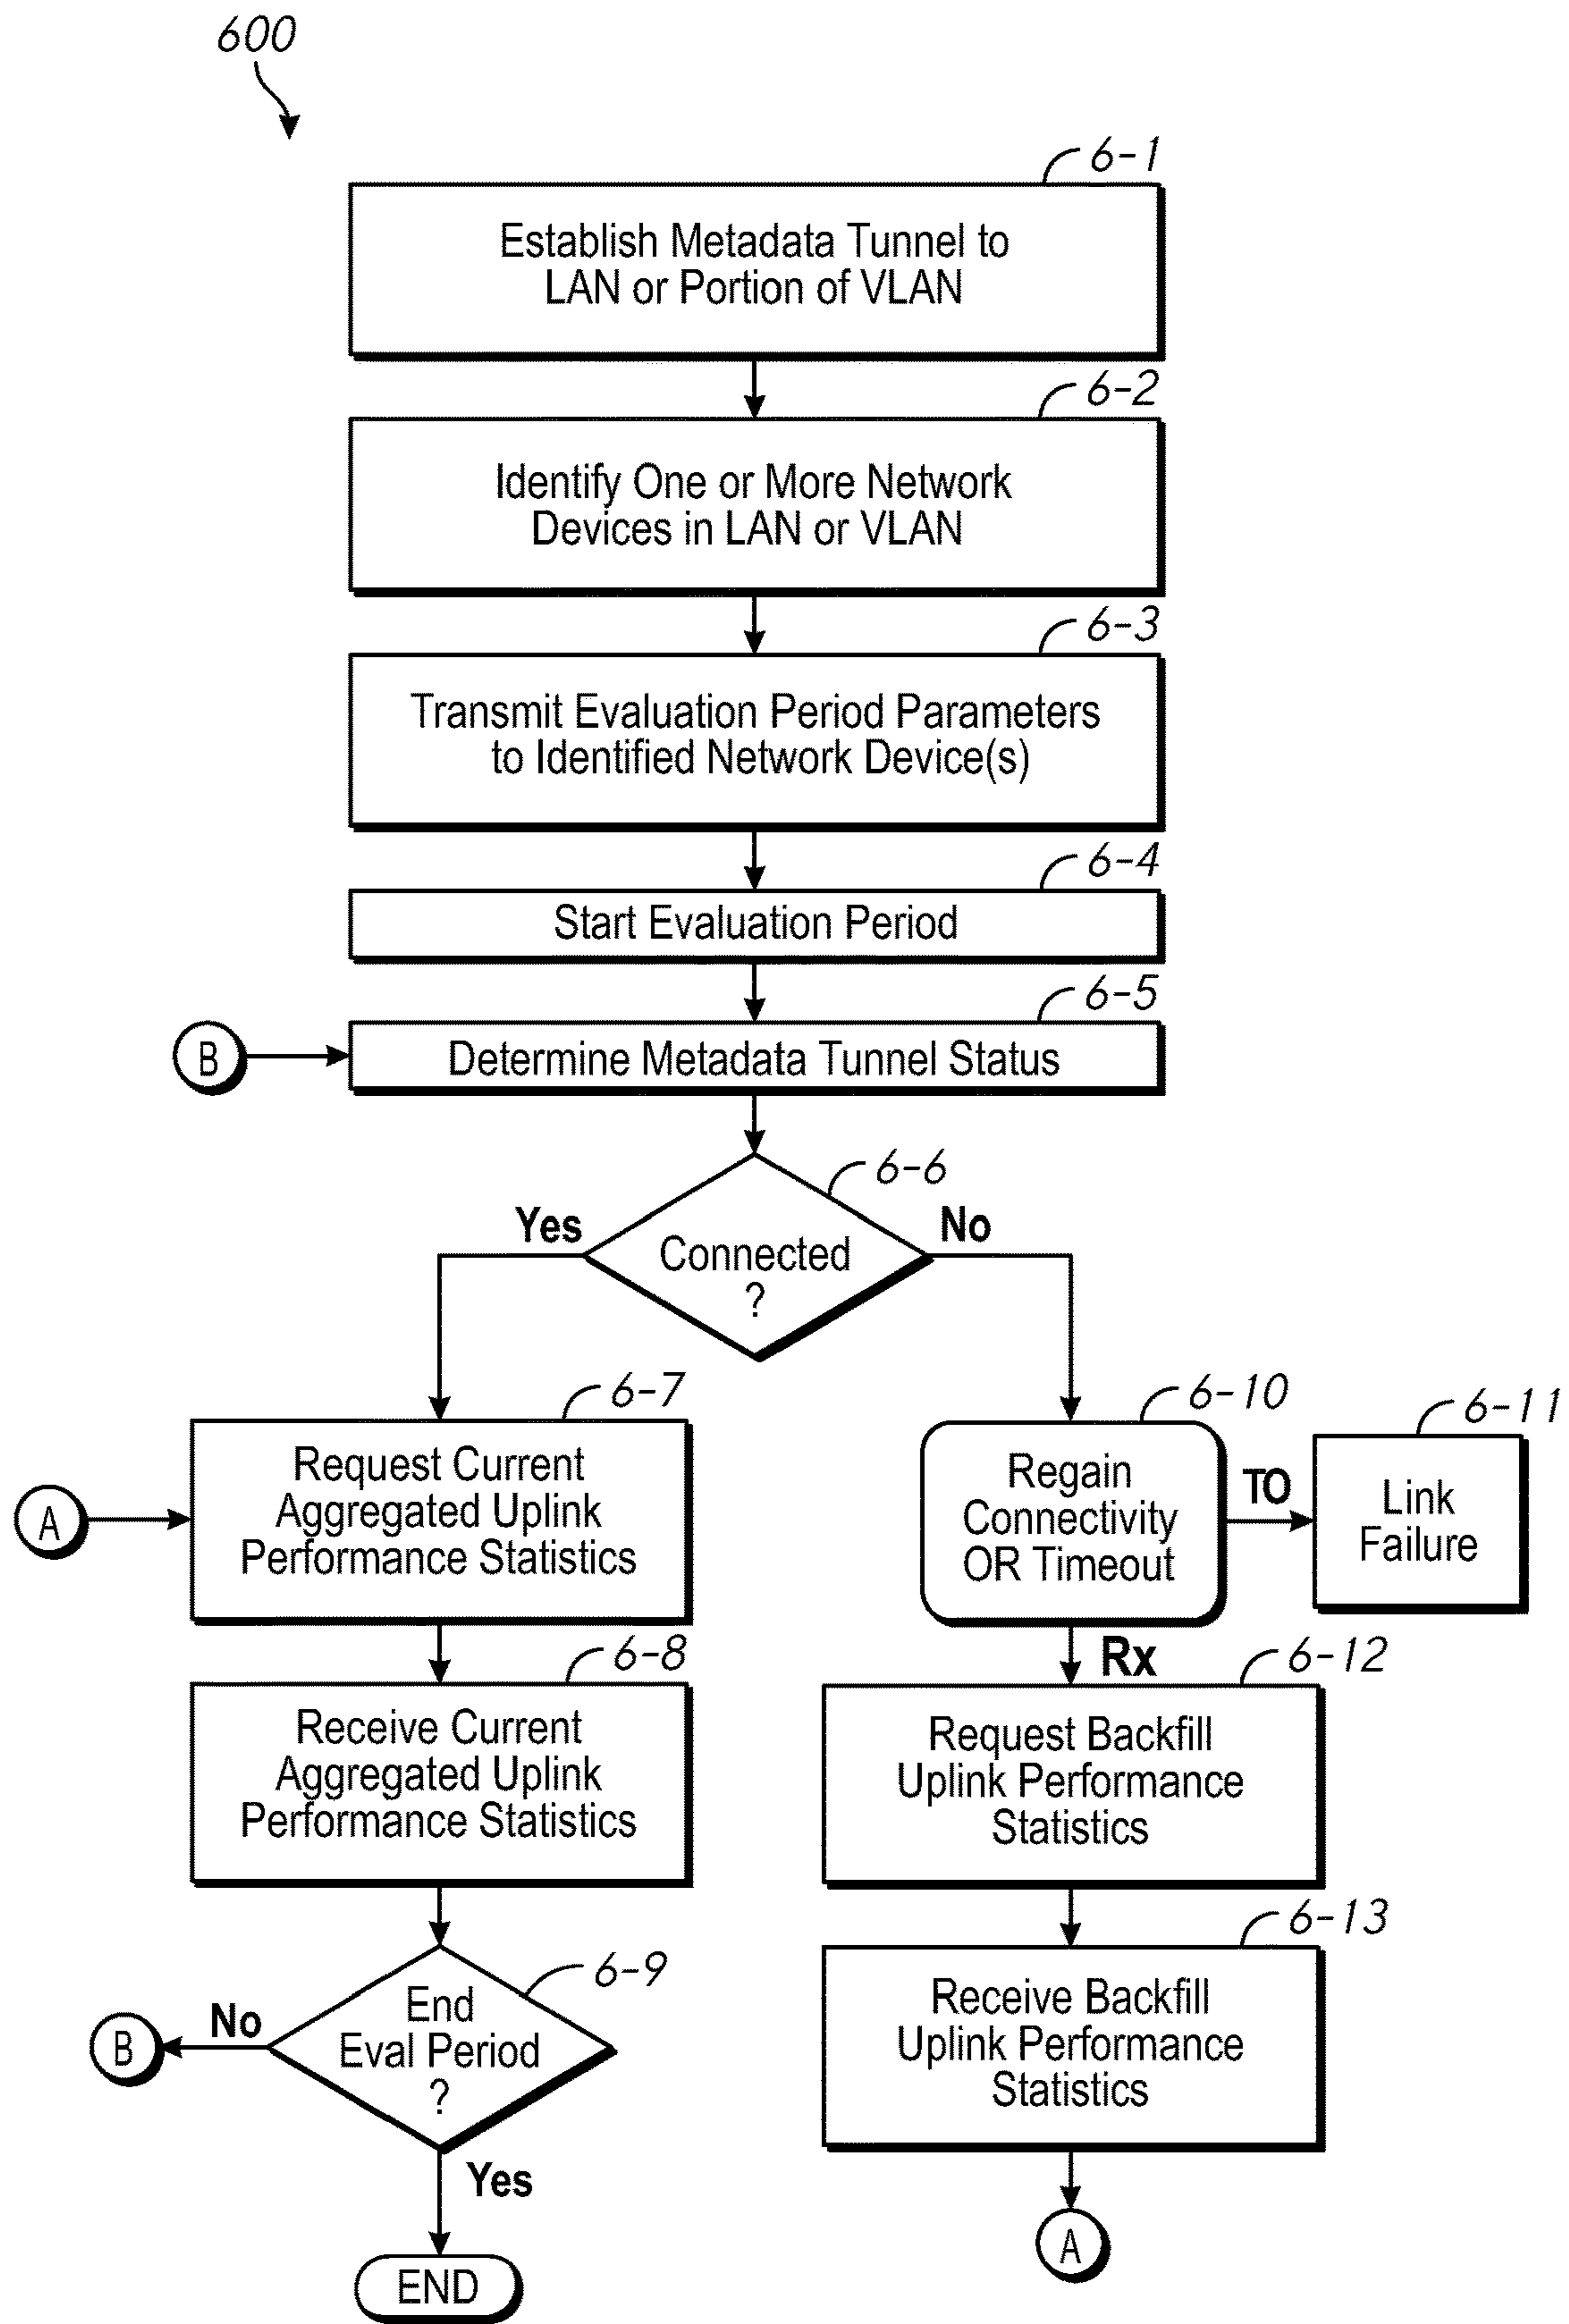 600
6-1
Establish Metadata Tunnel to
LAN or Portion of VLAN
6-2
Identify One or More Network
Devices in LAN or VLAN
6-3
Transmit Evaluation Period Parameters
to Identified Network Device(s)
6-4
Start Evaluation Period
6-5
B
Determine Metadata Tunnel Status
6-6
Yes
No
Connected
?
6-7
Request Current
Aggregated Uplink
Performance Statistics
A
6-10
Regain
Connectivity
OR Timeout
TO
6-11
Link
Failure
6-8
Receive Current
Aggregated Uplink
Performance Statistics
Rx
6-12
Request Backfill
Uplink Performance
Statistics
6-9
End
Eval Period
?
No
B
Yes
END
6-13
Receive Backfill
Uplink Performance
Statistics
A